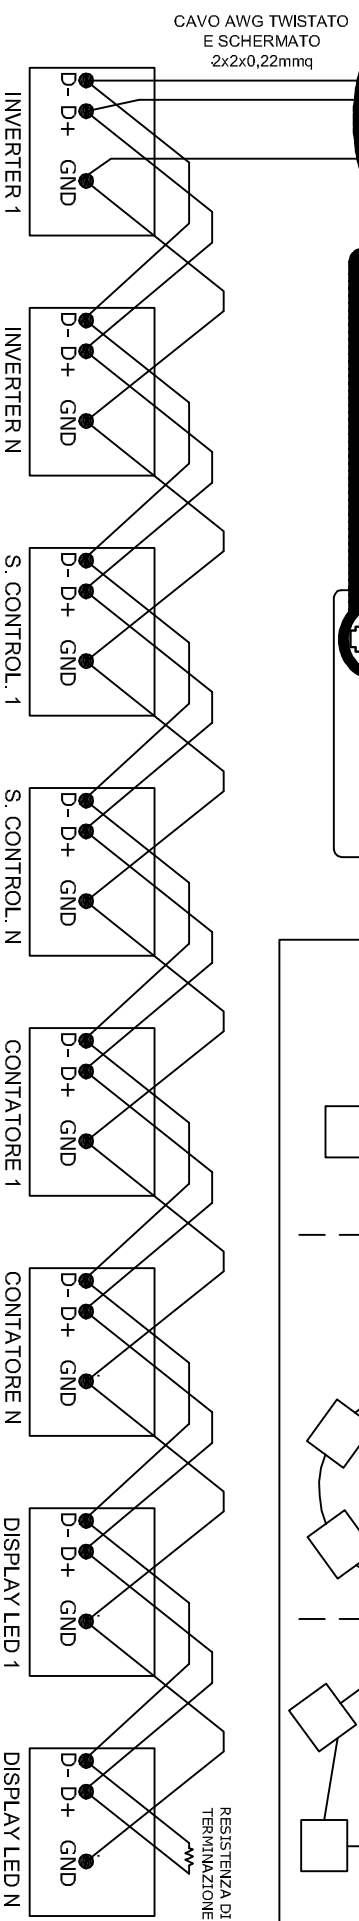 CAVO AWG TWISTATO
E SCHERMATO
2x2x0,22mmq
D- D+ GND
INVERTER 1
D- D+ GND
INVERTER N
D- D+ GND
S. CONTROL. 1
D- D+ GND
S. CONTROL. N
D- D+ GND
CONTATORE 1
D- D+ GND
CONTATORE N
D- D+ GND
DISPLAY LED 1
D- D+ GND
DISPLAY LED N
RESISTENZA DI
TERMINAZIONE